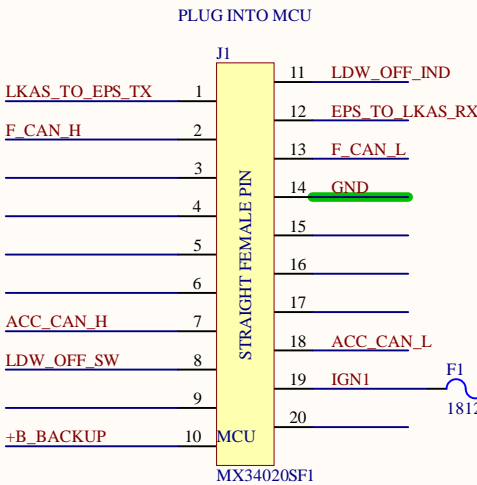 PLUG INTO MCU
J1
LKAS_TO_EPS_TX 1
F_CAN_H 2
3
4
5
6
ACC_CAN_H 7
LDW_OFF_SW 8
9
+B_BACKUP 10
STRAIGHT FEMALE PIN
MCU
11 LDW_OFF_IND
12 EPS_TO_LKAS_RX
13 F_CAN_L
14 GND
15
16
17
18 ACC_CAN_L
19 IGN1
20
F1
1812
MX34020SF1